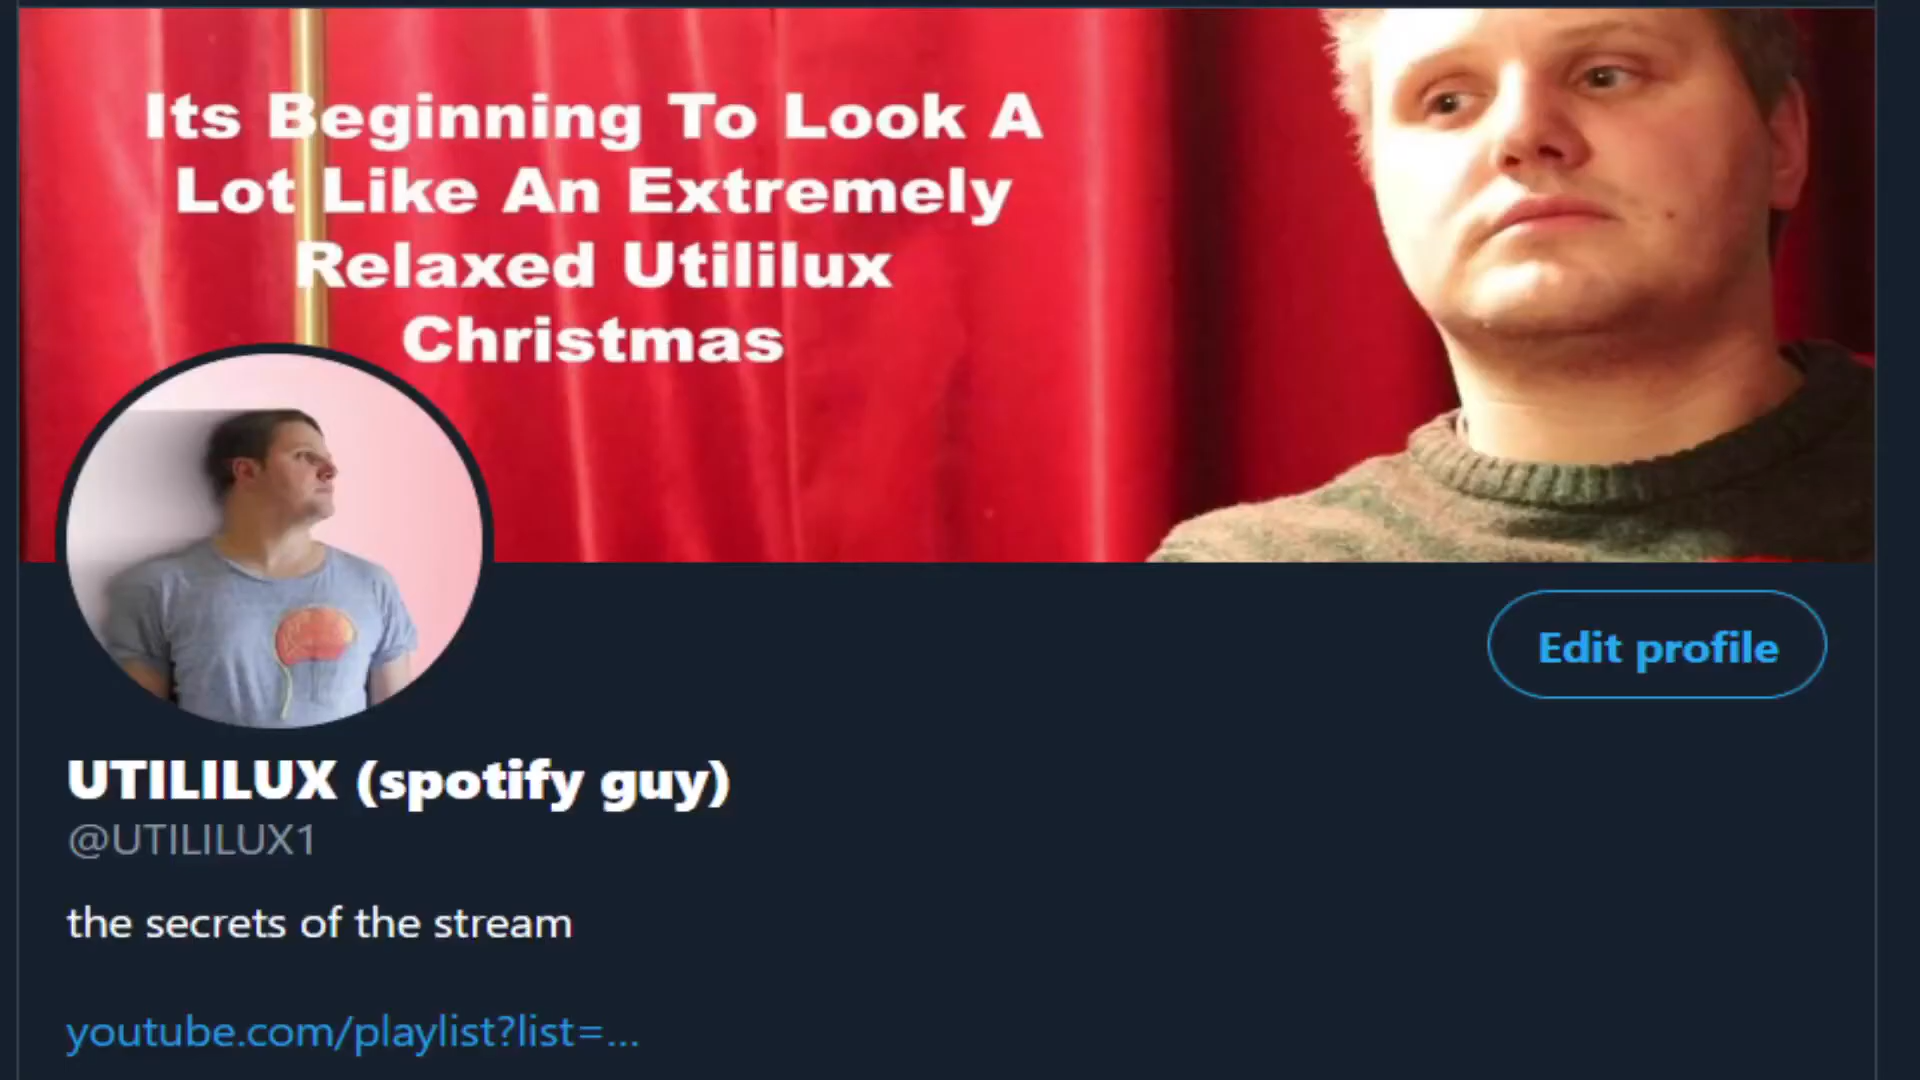 Its Beginning To Look A
Lot Like An Extremely
Relaxed Utililux
Christmas
Edit profile
UTILILUX (spotify guy)
@UTILILUX1
the secrets of the stream
youtube.com/playlist?list=...